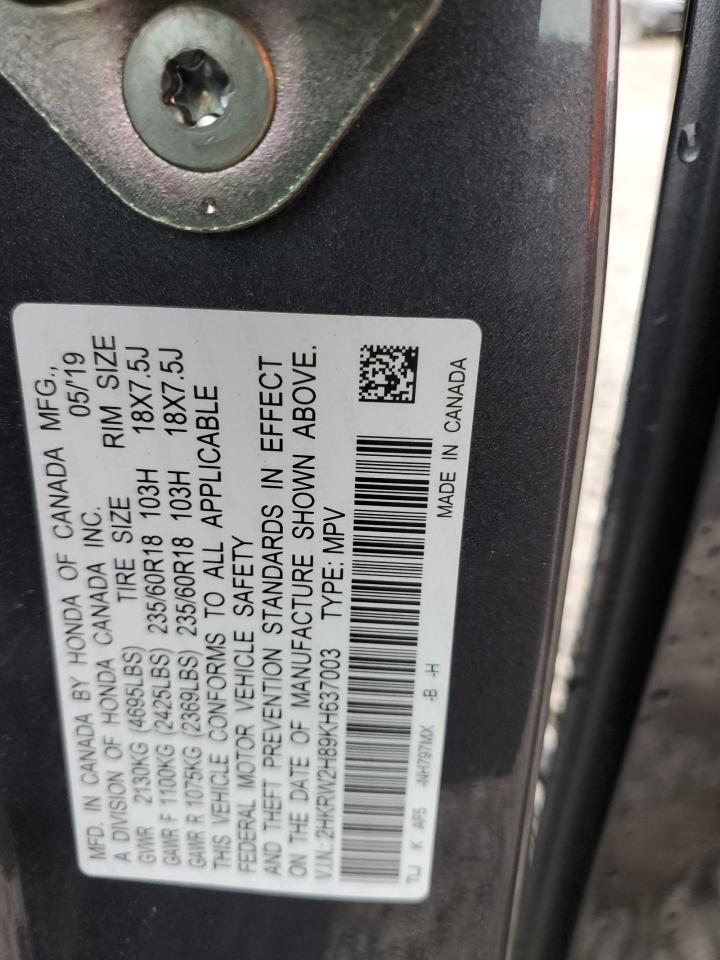 MFD. IN CANADA BY HONDA OF CANADA MFG.,
A DIVISION OF HONDA CANADA INC. 05/'19
GVWR 2130KG (4695LBS) TIRE SIZE RIM SIZE
GAWR F 1100KG (2425LBS) 235/60R18 103H 18X7.5J
GAWR R 1075KG (2369LBS) 235/60R18 103H 18X7.5J
THIS VEHICLE CONFORMS TO ALL APPLICABLE
FEDERAL MOTOR VEHICLE SAFETY
AND THEFT PREVENTION STANDARDS IN EFFECT
ON THE DATE OF MANUFACTURE SHOWN ABOVE.
V.I.N: 2HKRW2H89KH637003 TYPE: MPV
TLJ K AF5 -NH797MX -B -H
MADE IN CANADA